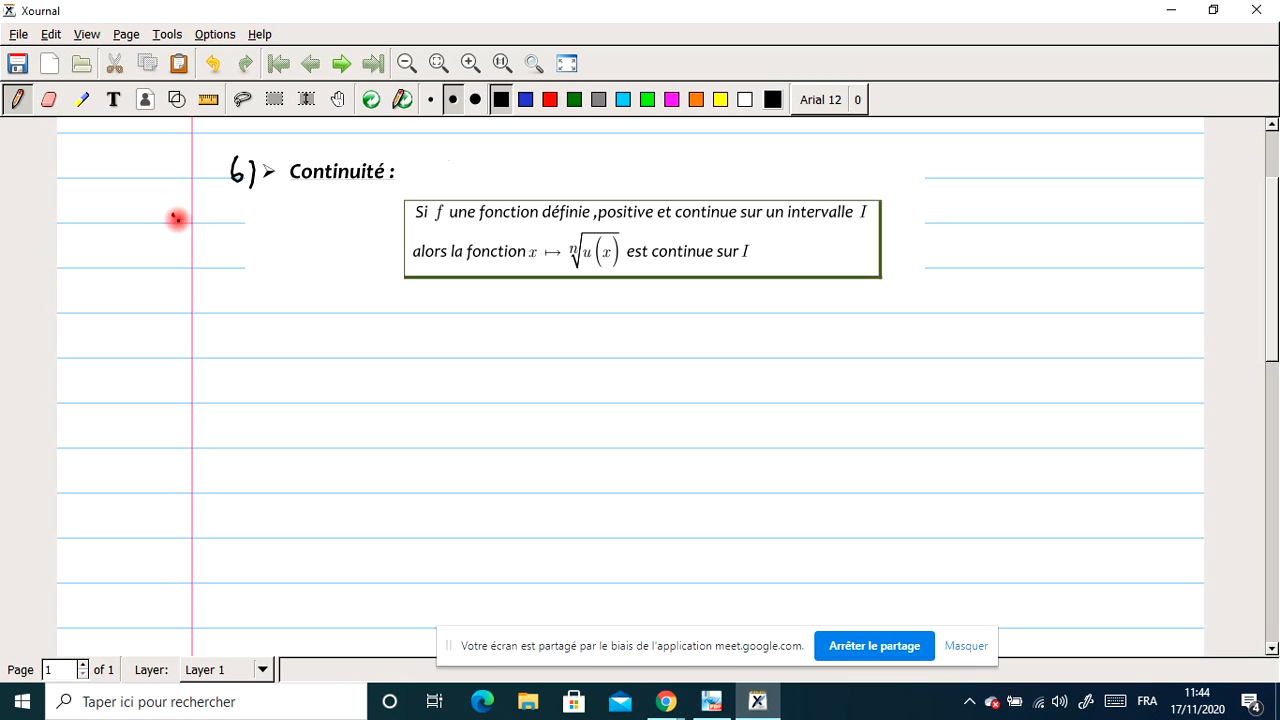 Xournal
File Edit View Page Tools Options Help
Arial 12 0
6) ➢ Continuité :
Si f une fonction définie ,positive et continue sur un intervalle I
alors la fonction x ↦ ⁿ√u(x) est continue sur I
Votre écran est partagé par le biais de l'application meet.google.com. Arrêter le partage Masquer
Page 1 of 1 Layer: Layer 1
Taper ici pour rechercher
FRA
11:44
17/11/2020
4